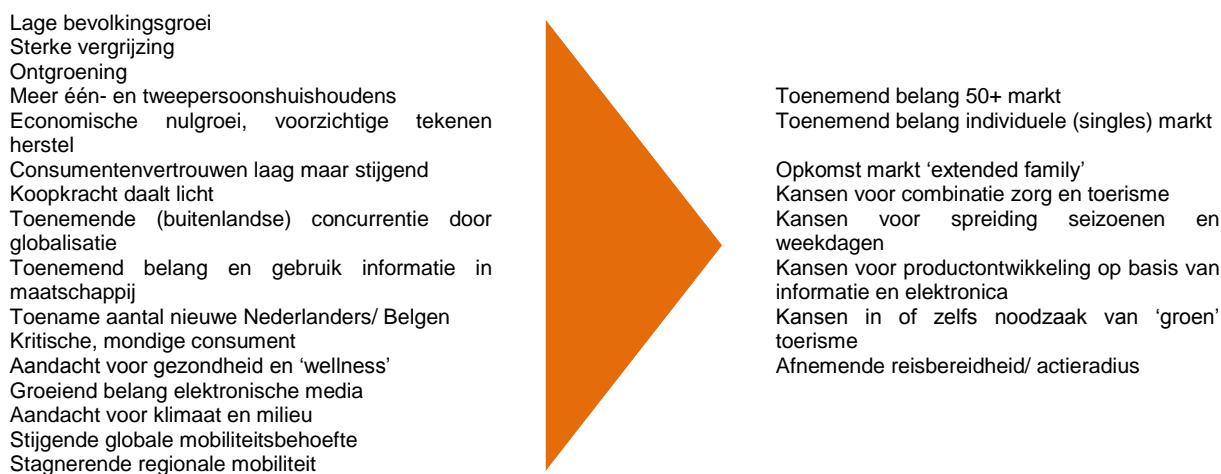 Lage bevolkingsgroei
Sterke vergrijzing
Ontgroening
Meer één- en tweepersoonshuishoudens
Economische nulgroei, voorzichtige tekenen
herstel
Consumentenvertrouwen laag maar stijgend
Koopkracht daalt licht
Toenemende (buitenlandse) concurrentie door
globalisatie
Toenemend belang en gebruik informatie in
maatschappij
Toename aantal nieuwe Nederlanders/ Belgen
Kritische, mondige consument
Aandacht voor gezondheid en ‘wellness’
Groeiend belang elektronische media
Aandacht voor klimaat en milieu
Stijgende globale mobiliteitsbehoefte
Stagnerende regionale mobiliteit
Toenemend belang 50+ markt
Toenemend belang individuele (singles) markt
Opkomst markt ‘extended family’
Kansen voor combinatie zorg en toerisme
Kansen voor spreiding seizoenen en
weekdagen
Kansen voor productontwikkeling op basis van
informatie en elektronica
Kansen in of zelfs noodzaak van ‘groen’
toerisme
Afnemende reisbereidheid/ actieradius